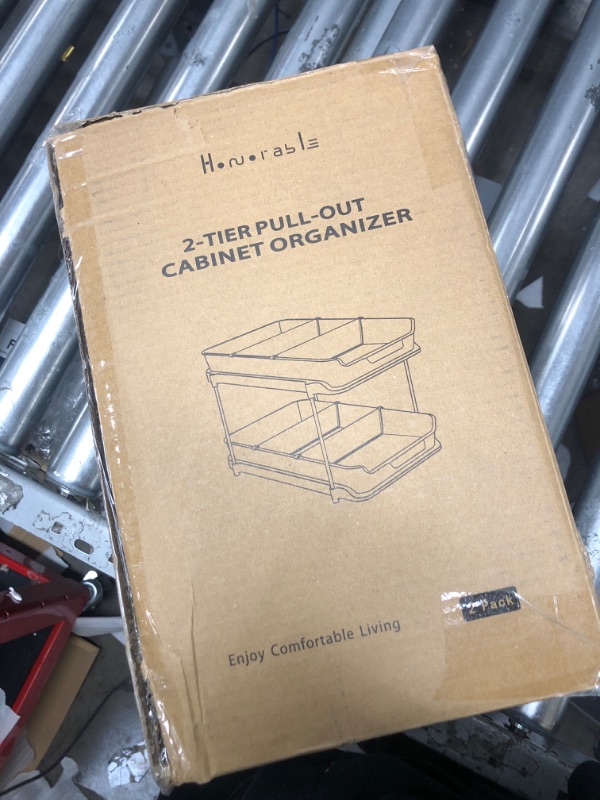 Honorable
2-TIER PULL-OUT
CABINET ORGANIZER
2 Pack
Enjoy Comfortable Living